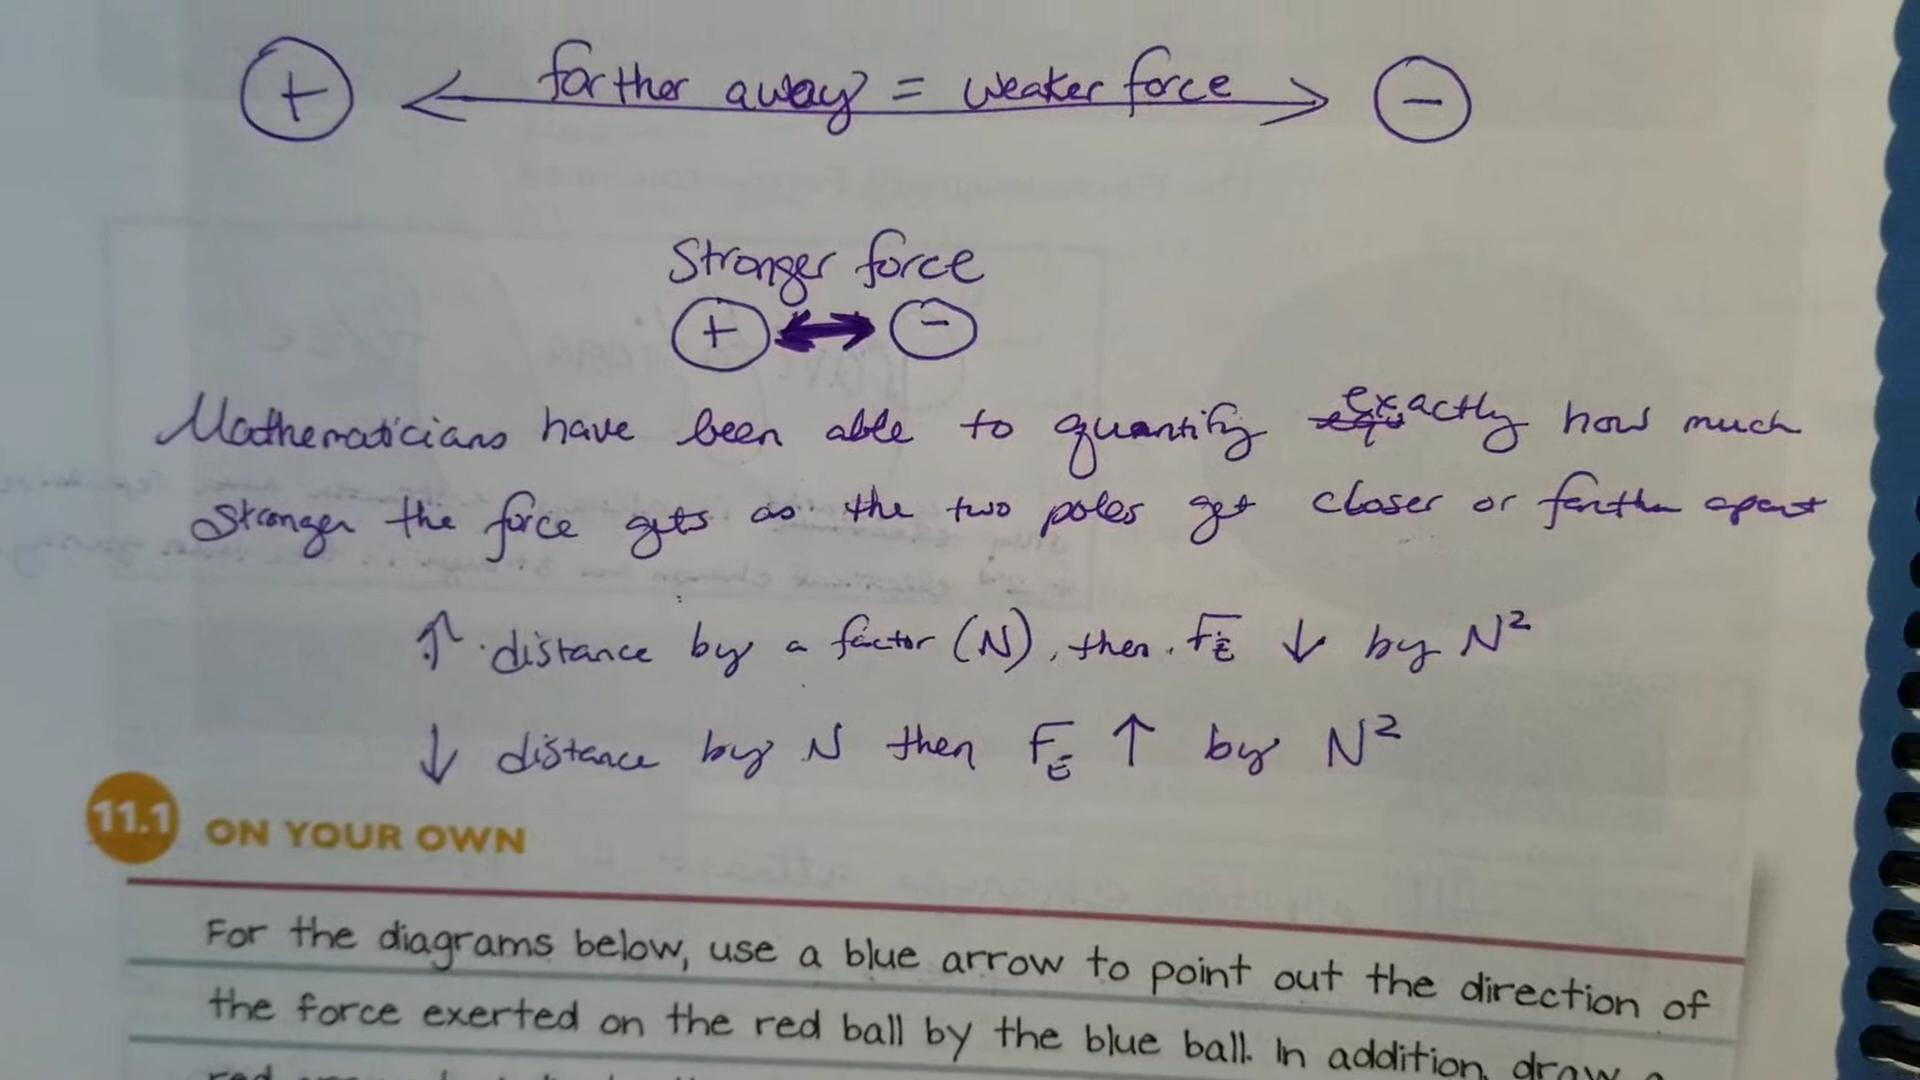 + farther away = weaker force −
Stronger force
+ −
Mathematicians have been able to quantify exactly how much
stronger the force gets as the two poles get closer or farther apart
↑ distance by a factor (N), then F_E ↓ by N²
↓ distance by N then F_E ↑ by N²
11.1 ON YOUR OWN
For the diagrams below, use a blue arrow to point out the direction of
the force exerted on the red ball by the blue ball. In addition, draw a
red